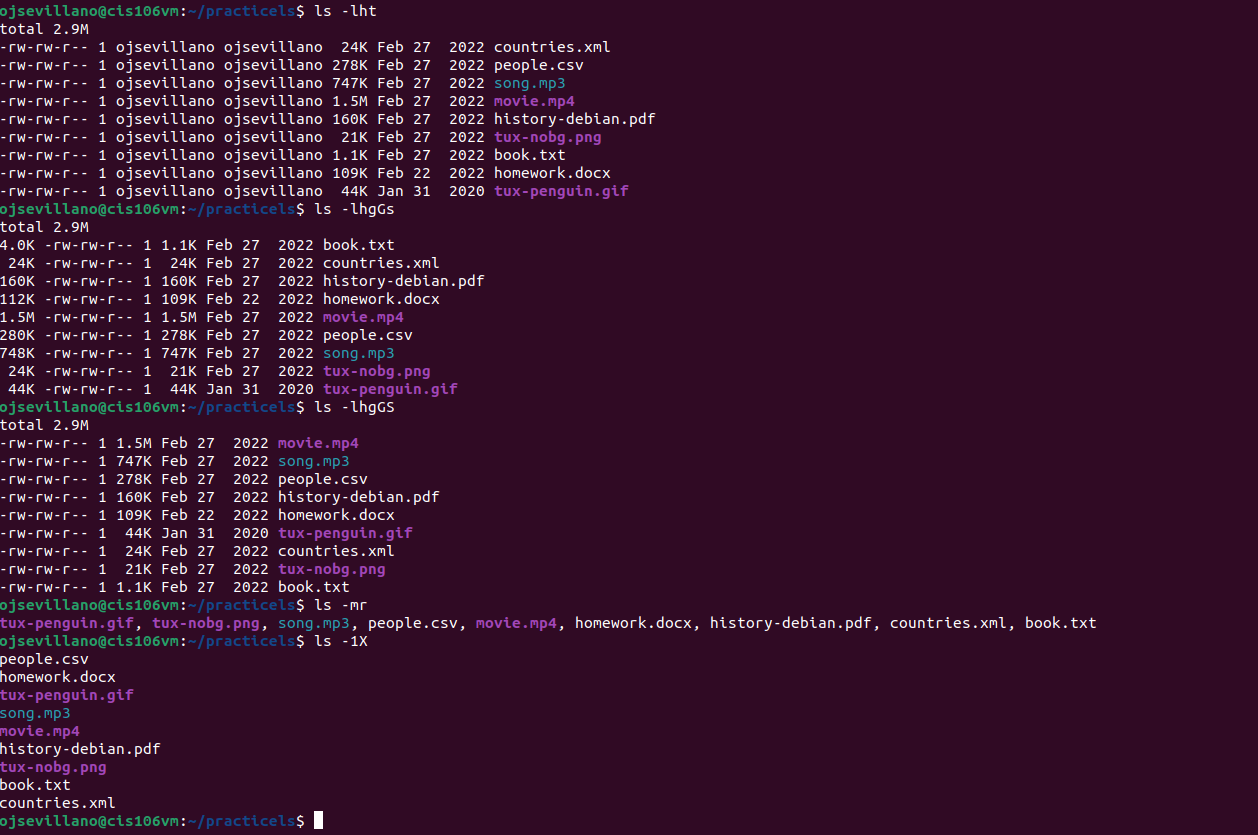 ojsevillano@cis106vm:~/practicels$ ls -lht
total 2.9M
-rw-rw-r-- 1 ojsevillano ojsevillano  24K Feb 27  2022 countries.xml
-rw-rw-r-- 1 ojsevillano ojsevillano 278K Feb 27  2022 people.csv
-rw-rw-r-- 1 ojsevillano ojsevillano 747K Feb 27  2022 song.mp3
-rw-rw-r-- 1 ojsevillano ojsevillano 1.5M Feb 27  2022 movie.mp4
-rw-rw-r-- 1 ojsevillano ojsevillano 160K Feb 27  2022 history-debian.pdf
-rw-rw-r-- 1 ojsevillano ojsevillano  21K Feb 27  2022 tux-nobg.png
-rw-rw-r-- 1 ojsevillano ojsevillano 1.1K Feb 27  2022 book.txt
-rw-rw-r-- 1 ojsevillano ojsevillano 109K Feb 22  2022 homework.docx
-rw-rw-r-- 1 ojsevillano ojsevillano  44K Jan 31  2020 tux-penguin.gif
ojsevillano@cis106vm:~/practicels$ ls -lhgGs
total 2.9M
4.0K -rw-rw-r-- 1 1.1K Feb 27  2022 book.txt
 24K -rw-rw-r-- 1  24K Feb 27  2022 countries.xml
160K -rw-rw-r-- 1 160K Feb 27  2022 history-debian.pdf
112K -rw-rw-r-- 1 109K Feb 22  2022 homework.docx
1.5M -rw-rw-r-- 1 1.5M Feb 27  2022 movie.mp4
280K -rw-rw-r-- 1 278K Feb 27  2022 people.csv
748K -rw-rw-r-- 1 747K Feb 27  2022 song.mp3
 24K -rw-rw-r-- 1  21K Feb 27  2022 tux-nobg.png
 44K -rw-rw-r-- 1  44K Jan 31  2020 tux-penguin.gif
ojsevillano@cis106vm:~/practicels$ ls -lhgGS
total 2.9M
-rw-rw-r-- 1 1.5M Feb 27  2022 movie.mp4
-rw-rw-r-- 1 747K Feb 27  2022 song.mp3
-rw-rw-r-- 1 278K Feb 27  2022 people.csv
-rw-rw-r-- 1 160K Feb 27  2022 history-debian.pdf
-rw-rw-r-- 1 109K Feb 22  2022 homework.docx
-rw-rw-r-- 1  44K Jan 31  2020 tux-penguin.gif
-rw-rw-r-- 1  24K Feb 27  2022 countries.xml
-rw-rw-r-- 1  21K Feb 27  2022 tux-nobg.png
-rw-rw-r-- 1 1.1K Feb 27  2022 book.txt
ojsevillano@cis106vm:~/practicels$ ls -mr
tux-penguin.gif, tux-nobg.png, song.mp3, people.csv, movie.mp4, homework.docx, history-debian.pdf, countries.xml, book.txt
ojsevillano@cis106vm:~/practicels$ ls -1X
people.csv
homework.docx
tux-penguin.gif
song.mp3
movie.mp4
history-debian.pdf
tux-nobg.png
book.txt
countries.xml
ojsevillano@cis106vm:~/practicels$